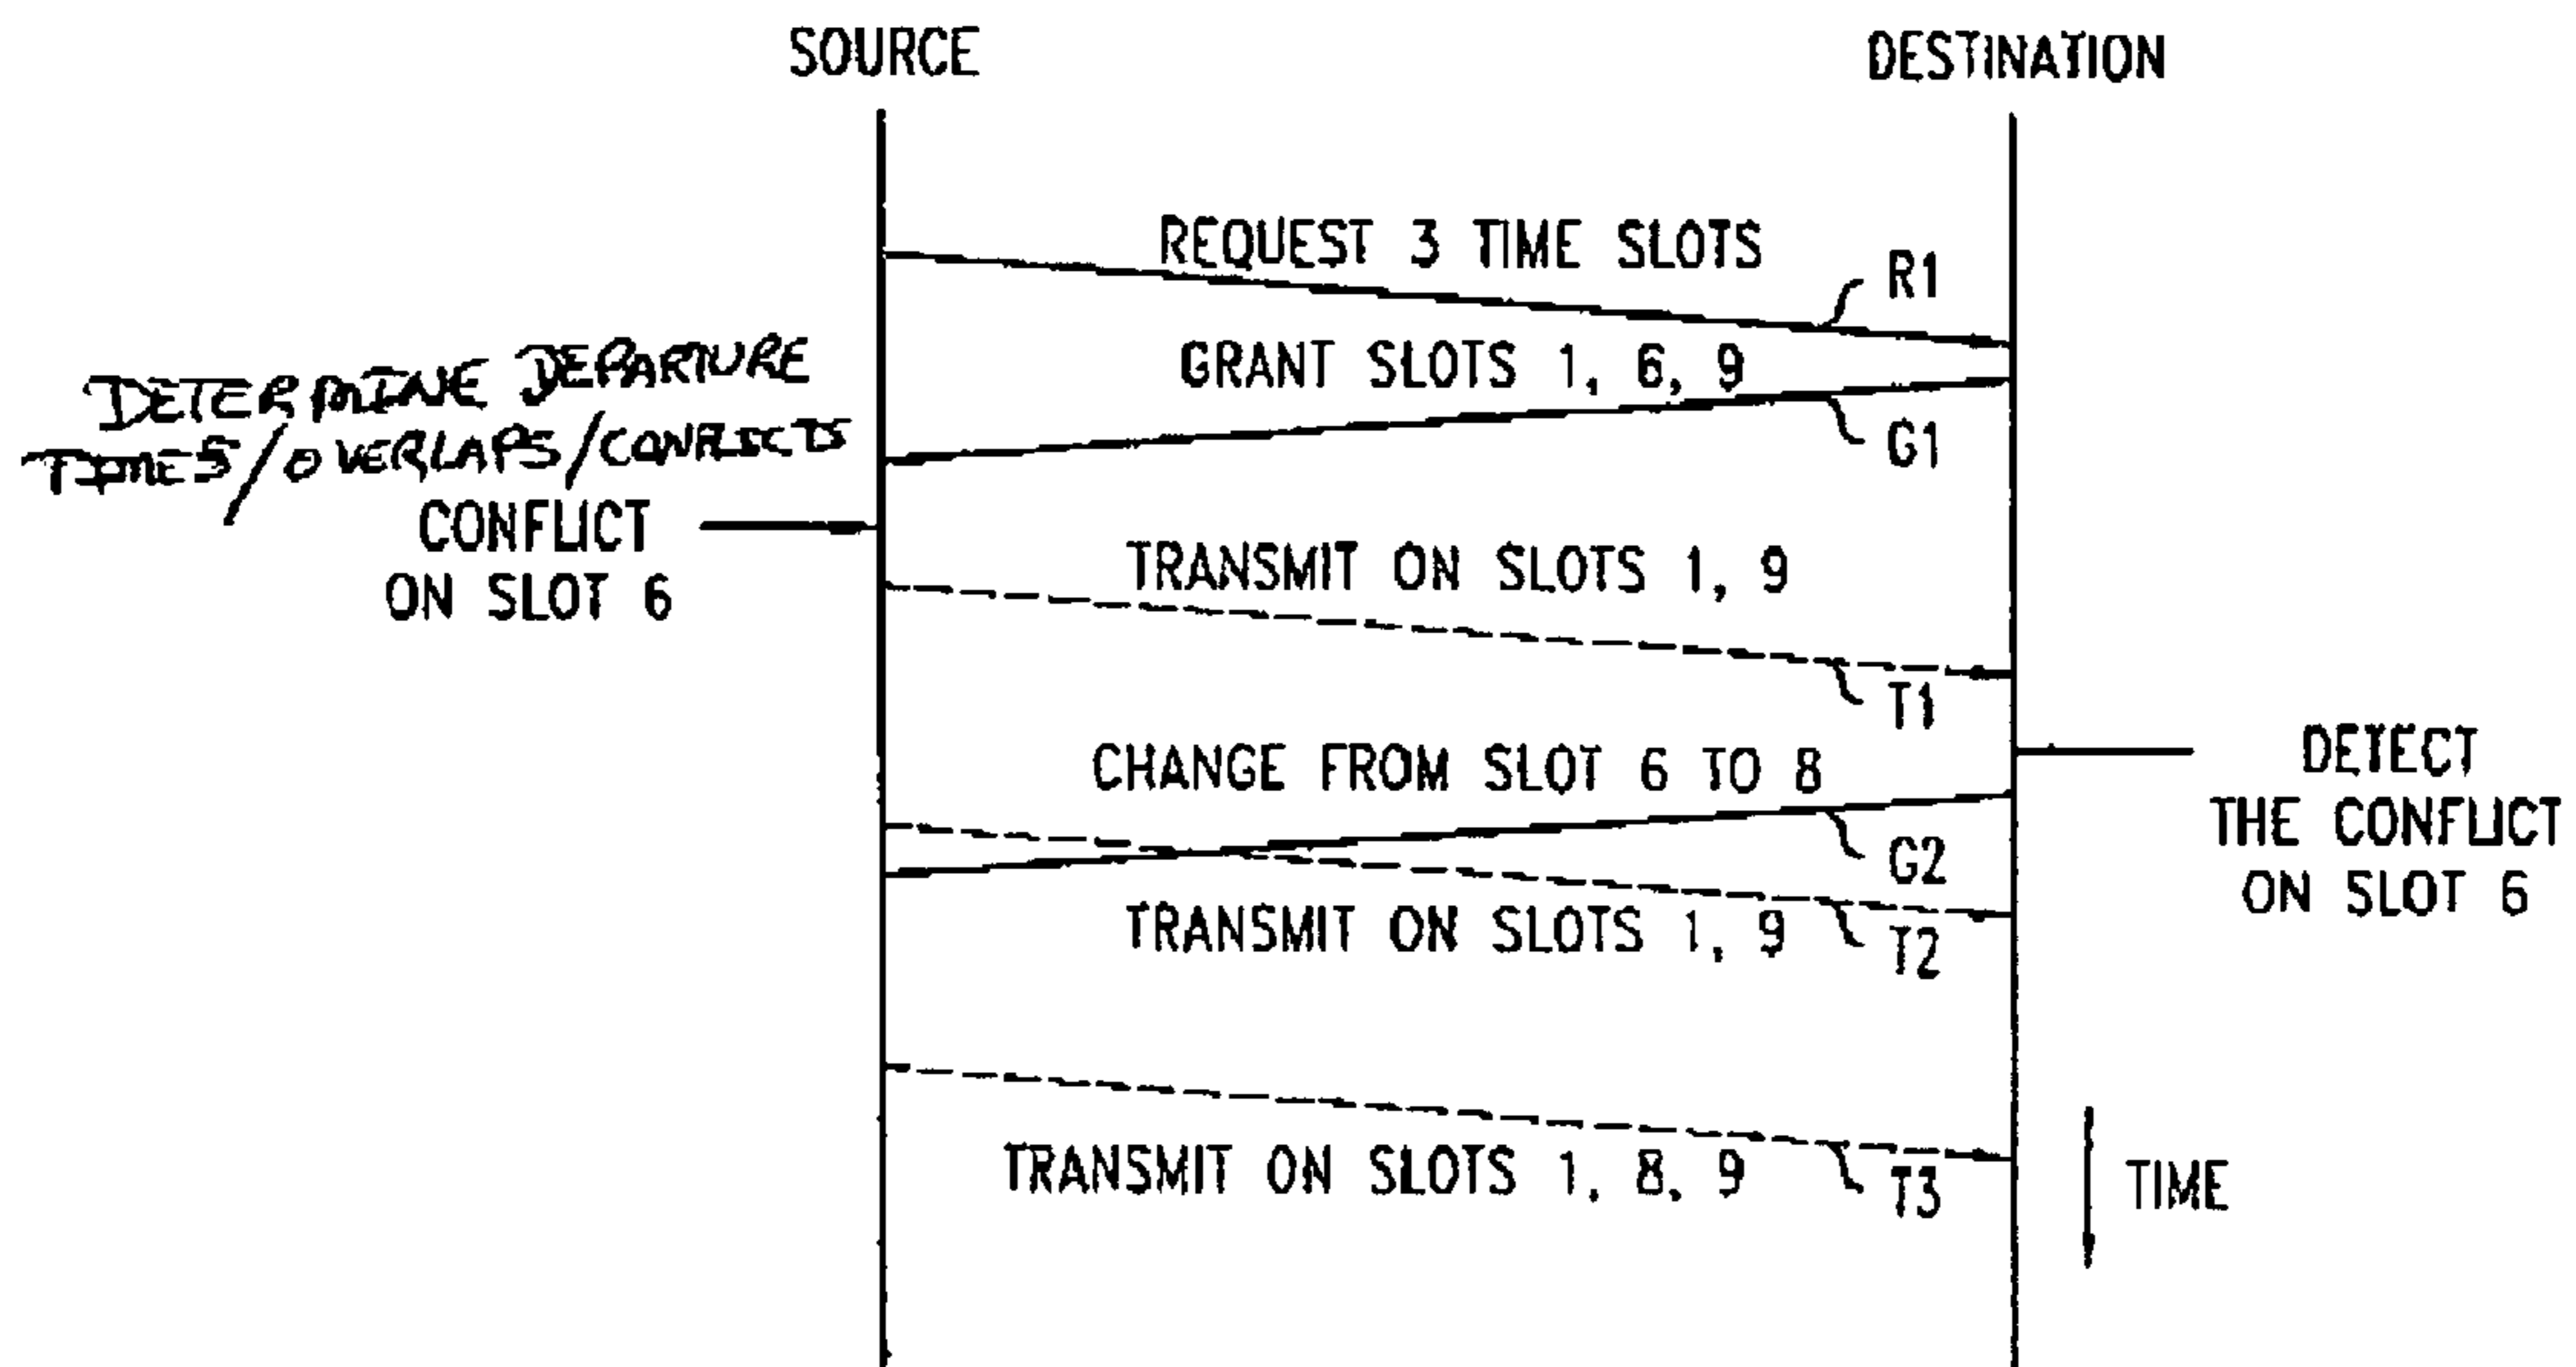 SOURCE
DESTINATION
REQUEST 3 TIME SLOTS
R1
DETERMINE DEPARTURE
TIMES/OVERLAPS/CONFLICTS
GRANT SLOTS 1, 6, 9
G1
CONFLICT
ON SLOT 6
TRANSMIT ON SLOTS 1, 9
T1
CHANGE FROM SLOT 6 TO 8
G2
DETECT
THE CONFLICT
ON SLOT 6
TRANSMIT ON SLOTS 1, 9
T2
TRANSMIT ON SLOTS 1, 8, 9
T3
TIME